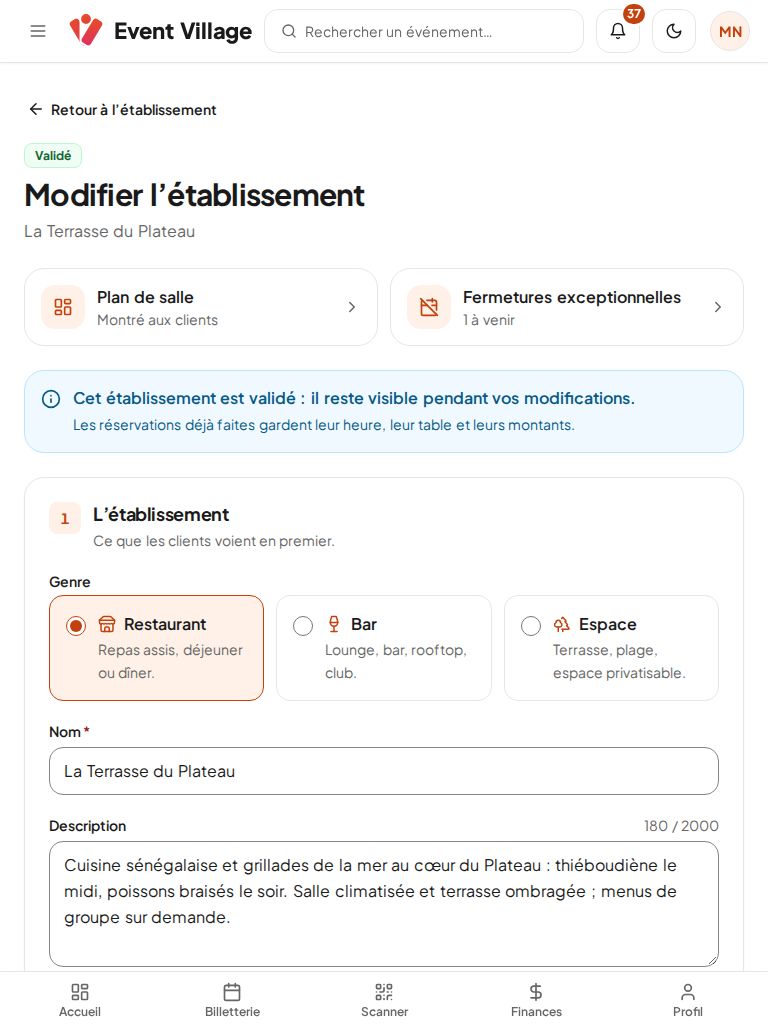 Event Village
Rechercher un événement…
37
MN
Retour à l’établissement
Validé
Modifier l’établissement
La Terrasse du Plateau
Plan de salle
Montré aux clients
Fermetures exceptionnelles
1 à venir
Cet établissement est validé : il reste visible pendant vos modifications.
Les réservations déjà faites gardent leur heure, leur table et leurs montants.
1
L’établissement
Ce que les clients voient en premier.
Genre
Restaurant
Repas assis, déjeuner
ou dîner.
Bar
Lounge, bar, rooftop,
club.
Espace
Terrasse, plage,
espace privatisable.
Nom *
La Terrasse du Plateau
Description
180 / 2000
Cuisine sénégalaise et grillades de la mer au cœur du Plateau : thiéboudiène le
midi, poissons braisés le soir. Salle climatisée et terrasse ombragée ; menus de
groupe sur demande.
Accueil
Billetterie
Scanner
Finances
Profil